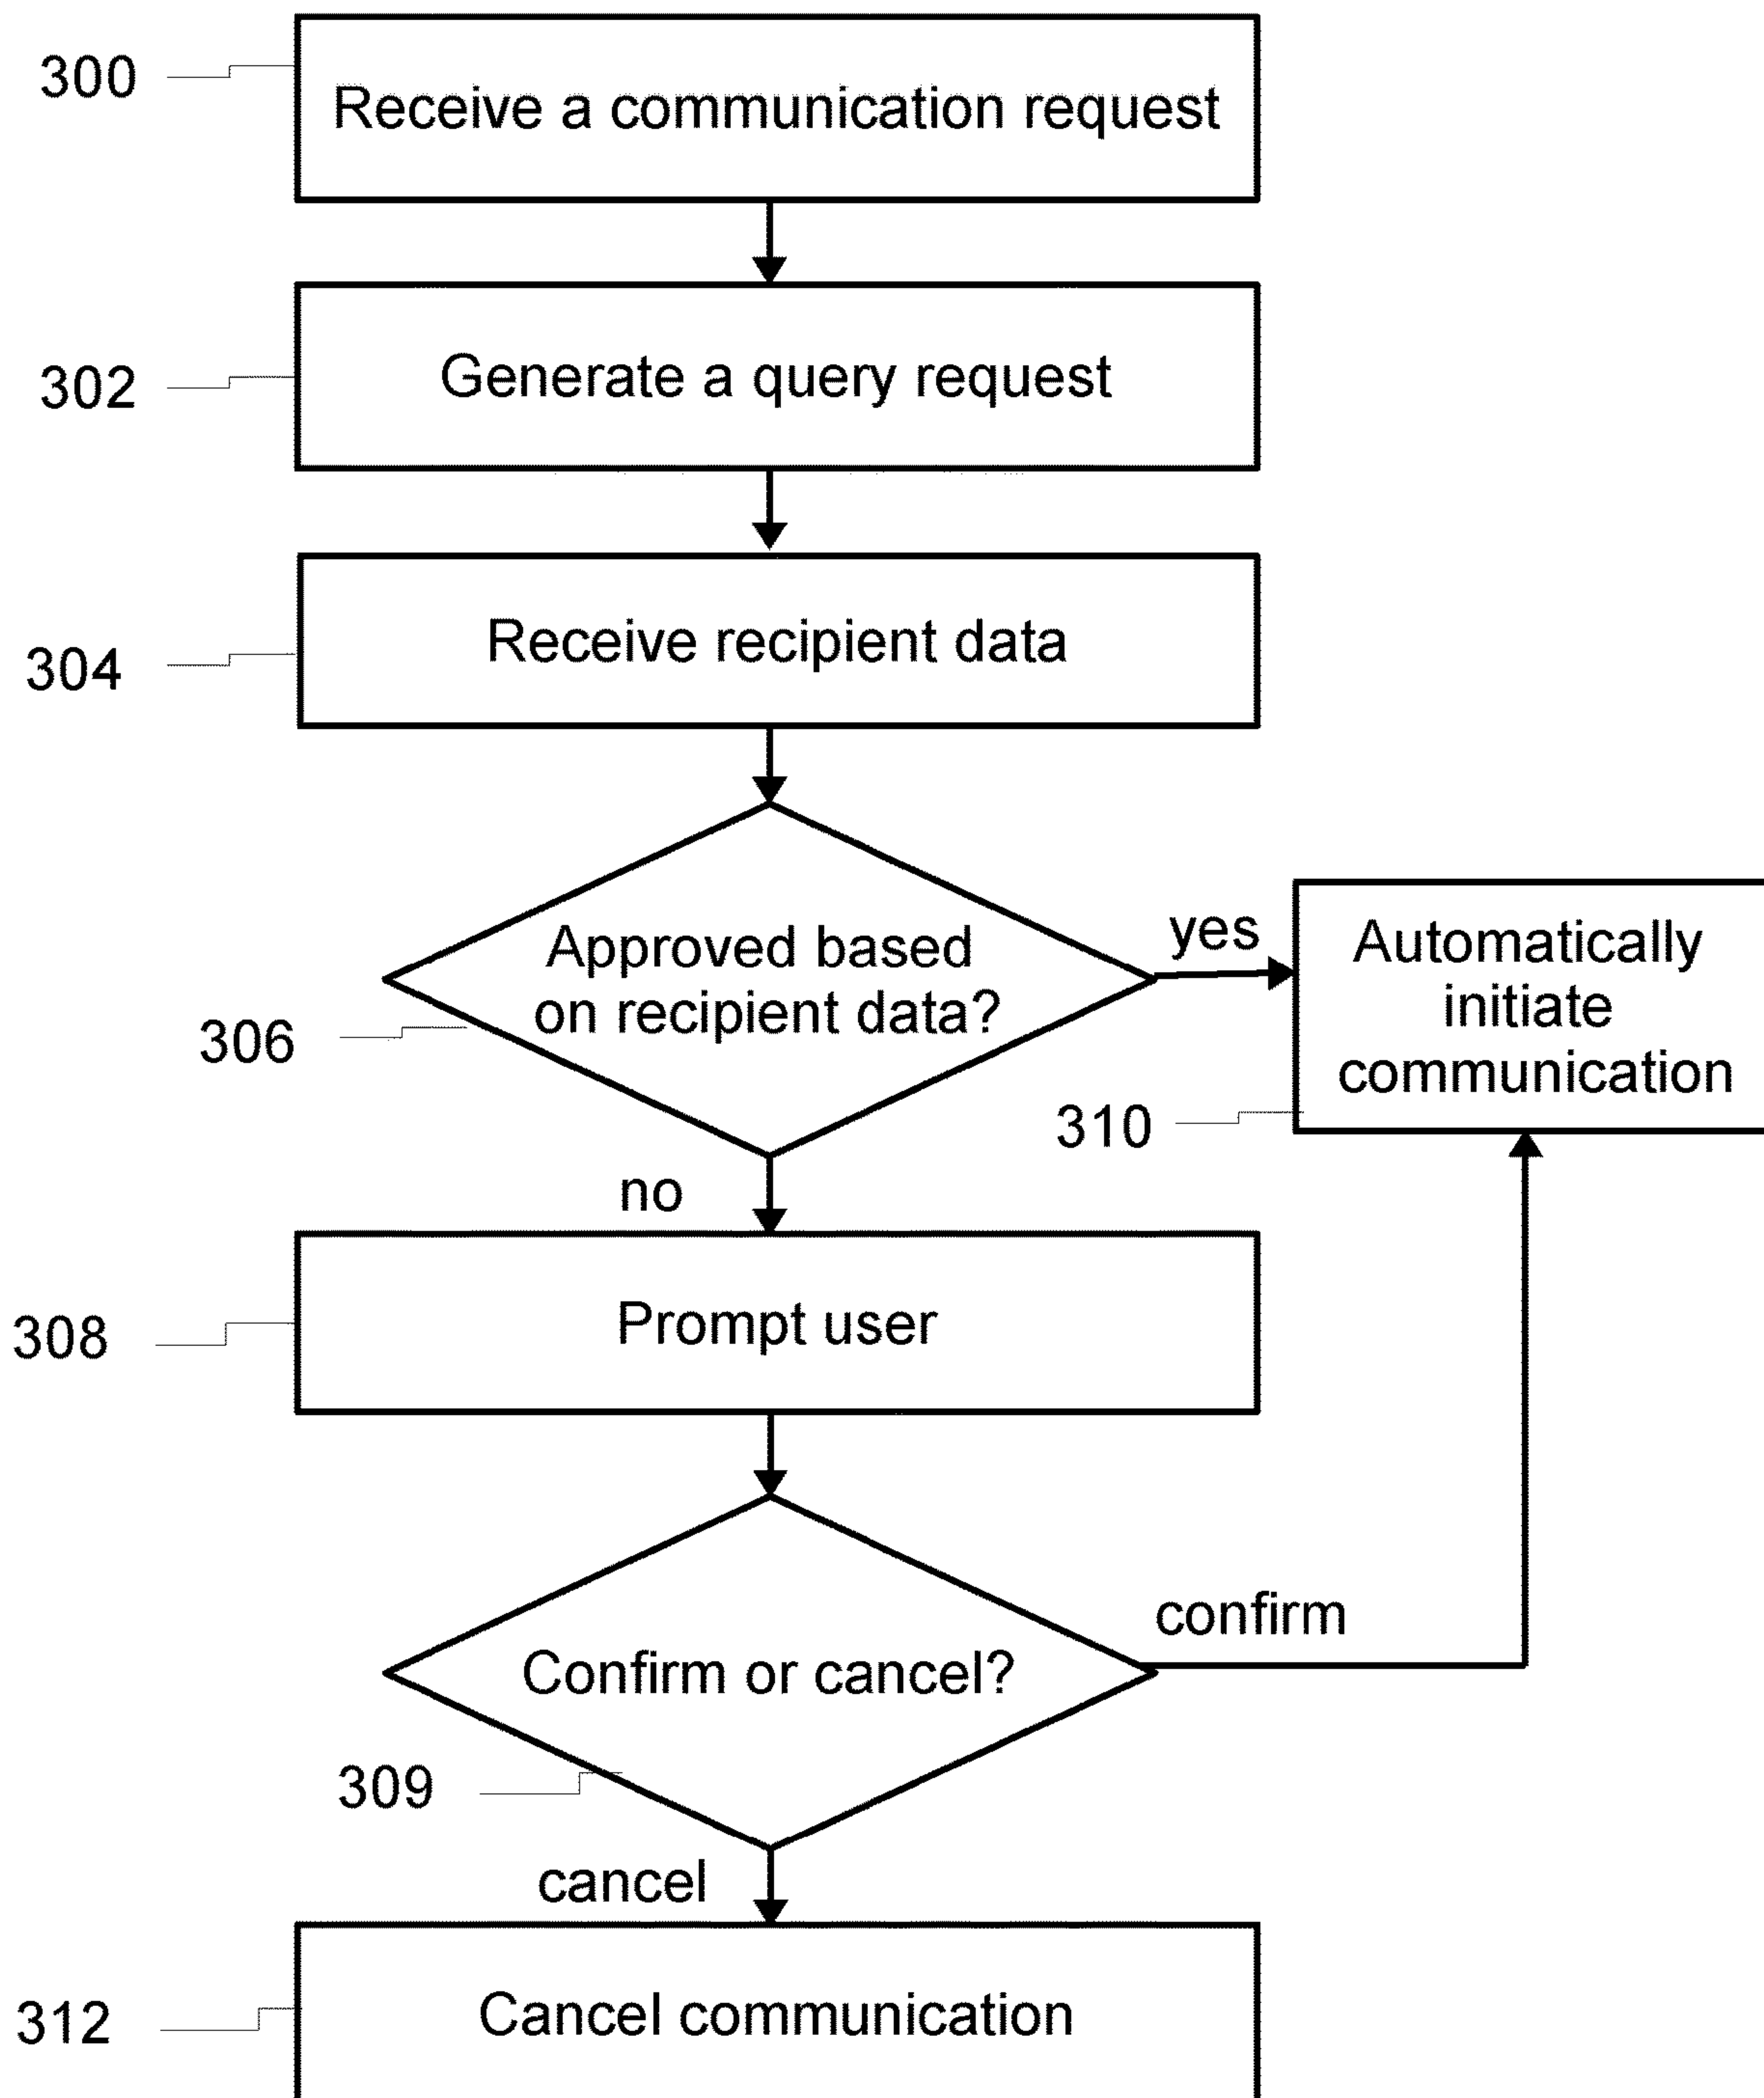 300
Receive a communication request
302
Generate a query request
304
Receive recipient data
306
Approved based
on recipient data?
yes
310
Automatically
initiate
communication
no
308
Prompt user
309
Confirm or cancel?
confirm
cancel
312
Cancel communication